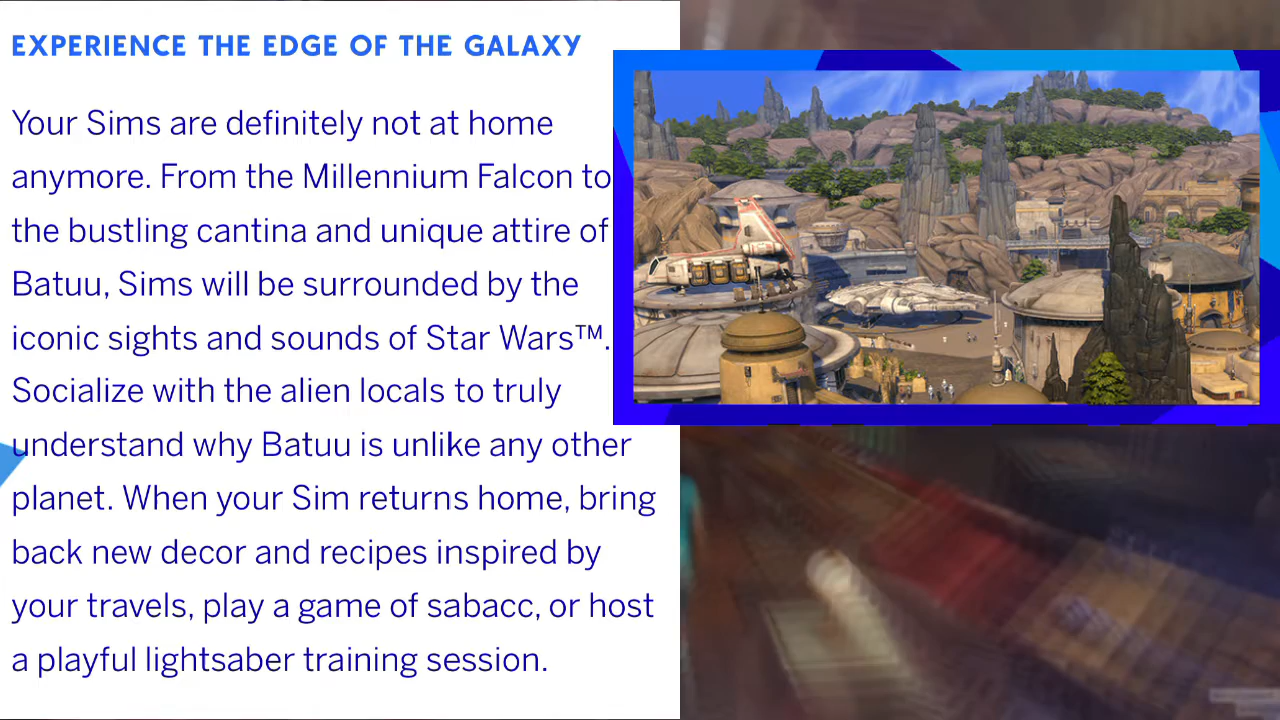 EXPERIENCE THE EDGE OF THE GALAXY
Your Sims are definitely not at home
anymore. From the Millennium Falcon to
the bustling cantina and unique attire of
Batuu, Sims will be surrounded by the
iconic sights and sounds of Star Wars™.
Socialize with the alien locals to truly
understand why Batuu is unlike any other
planet. When your Sim returns home, bring
back new decor and recipes inspired by
your travels, play a game of sabacc, or host
a playful lightsaber training session.